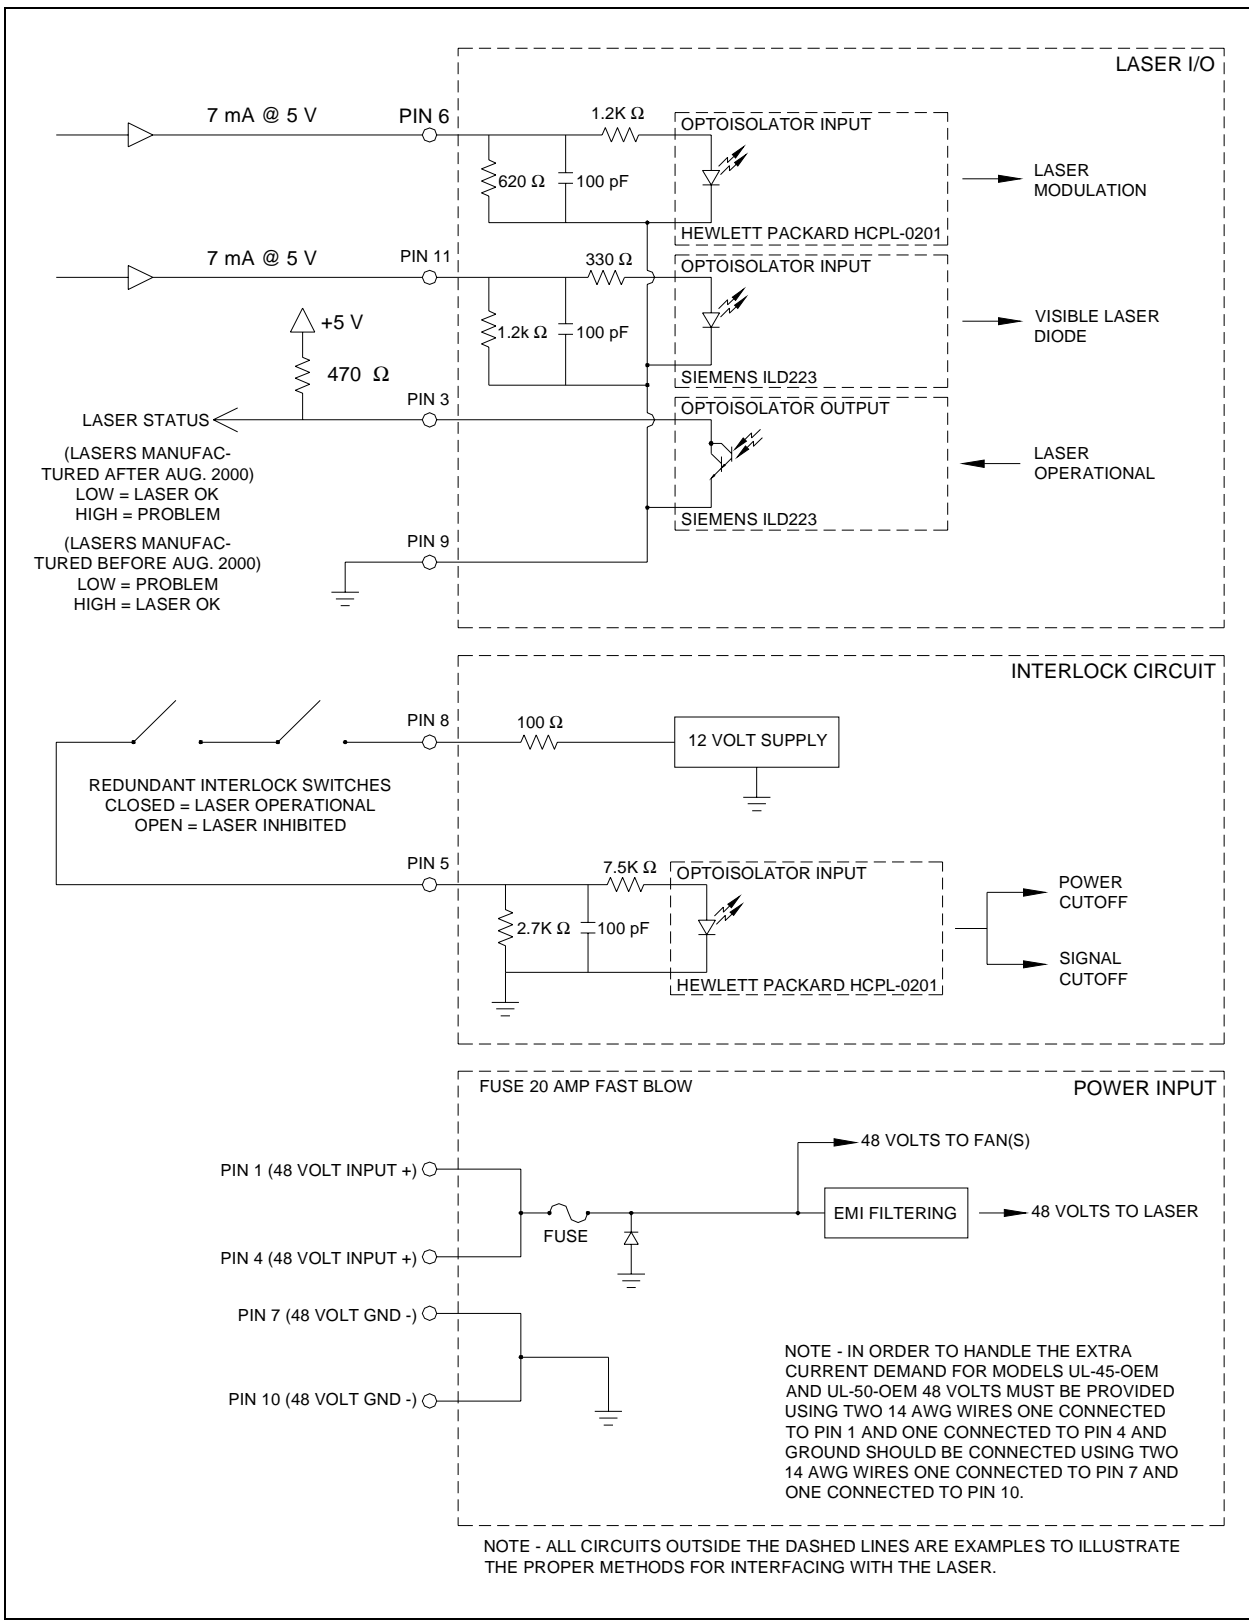 LASER I/O
7 mA @ 5 V
PIN 6
1.2K Ω
OPTOISOLATOR INPUT
620 Ω
100 pF
LASER
MODULATION
HEWLETT PACKARD HCPL-0201
7 mA @ 5 V
PIN 11
330 Ω
OPTOISOLATOR INPUT
+5 V
1.2k Ω
100 pF
VISIBLE LASER
DIODE
470 Ω
SIEMENS ILD223
PIN 3
OPTOISOLATOR OUTPUT
LASER STATUS
(LASERS MANUFAC-
TURED AFTER AUG. 2000)
LOW = LASER OK
HIGH = PROBLEM
LASER
OPERATIONAL
SIEMENS ILD223
(LASERS MANUFAC-
TURED BEFORE AUG. 2000)
LOW = PROBLEM
HIGH = LASER OK
PIN 9
INTERLOCK CIRCUIT
PIN 8
100 Ω
12 VOLT SUPPLY
REDUNDANT INTERLOCK SWITCHES
CLOSED = LASER OPERATIONAL
OPEN = LASER INHIBITED
PIN 5
7.5K Ω
OPTOISOLATOR INPUT
2.7K Ω
100 pF
POWER
CUTOFF
SIGNAL
CUTOFF
HEWLETT PACKARD HCPL-0201
FUSE 20 AMP FAST BLOW
POWER INPUT
48 VOLTS TO FAN(S)
PIN 1 (48 VOLT INPUT +)
FUSE
EMI FILTERING
48 VOLTS TO LASER
PIN 4 (48 VOLT INPUT +)
PIN 7 (48 VOLT GND -)
PIN 10 (48 VOLT GND -)
NOTE - IN ORDER TO HANDLE THE EXTRA
CURRENT DEMAND FOR MODELS UL-45-OEM
AND UL-50-OEM 48 VOLTS MUST BE PROVIDED
USING TWO 14 AWG WIRES ONE CONNECTED
TO PIN 1 AND ONE CONNECTED TO PIN 4 AND
GROUND SHOULD BE CONNECTED USING TWO
14 AWG WIRES ONE CONNECTED TO PIN 7 AND
ONE CONNECTED TO PIN 10.
NOTE - ALL CIRCUITS OUTSIDE THE DASHED LINES ARE EXAMPLES TO ILLUSTRATE
THE PROPER METHODS FOR INTERFACING WITH THE LASER.